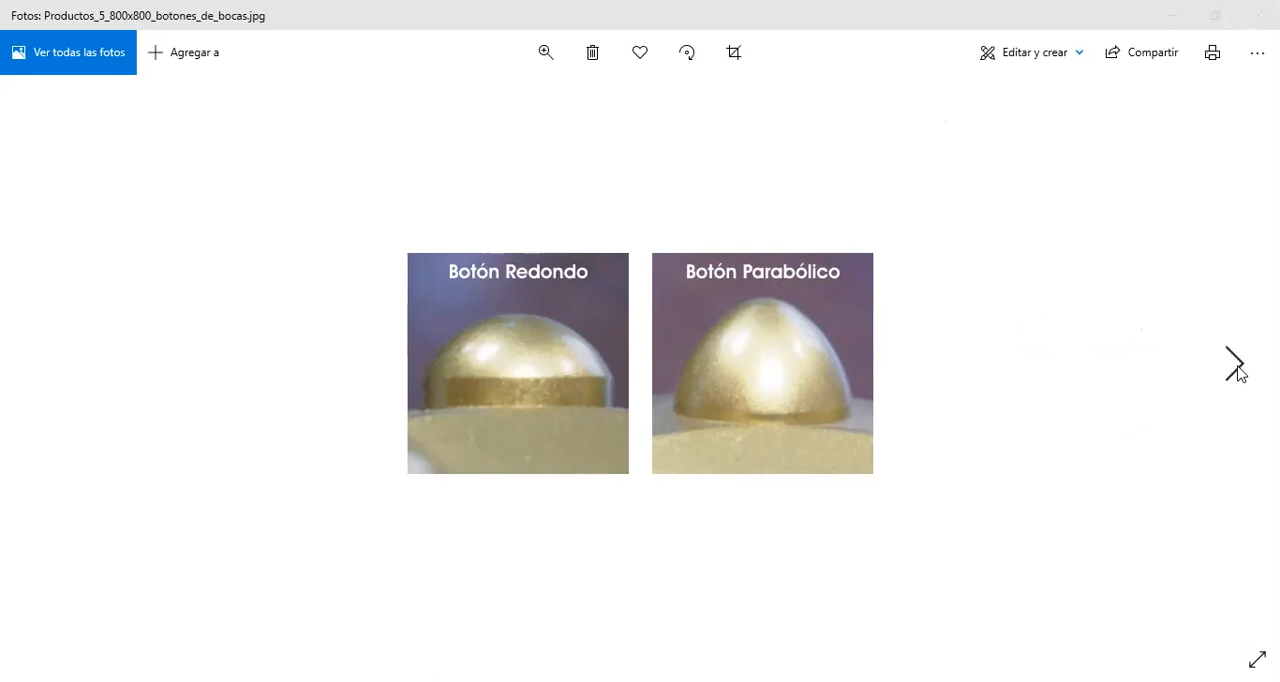 Fotos: Productos_5_800x800_botones_de_bocas.jpg
Ver todas las fotos
Agregar a
Editar y crear
Compartir
Botón Redondo
Botón Parabólico